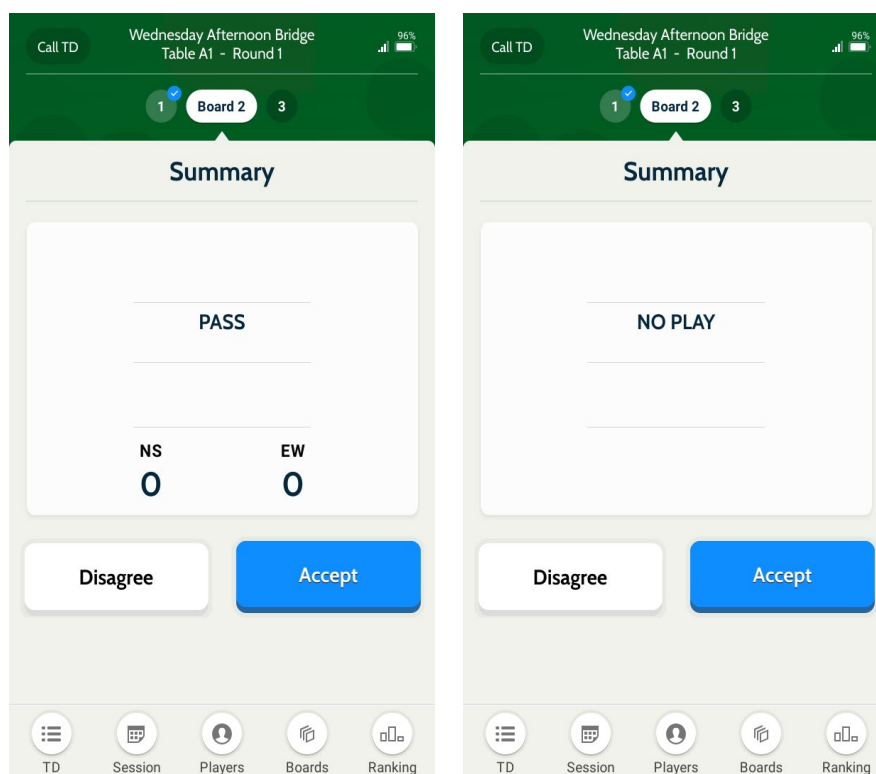 Call TD
Wednesday Afternoon Bridge
Table A1 - Round 1
96%
1
Board 2
3
Summary
PASS
NS
EW
0
0
Disagree
Accept
TD
Session
Players
Boards
Ranking
Call TD
Wednesday Afternoon Bridge
Table A1 - Round 1
96%
1
Board 2
3
Summary
NO PLAY
Disagree
Accept
TD
Session
Players
Boards
Ranking